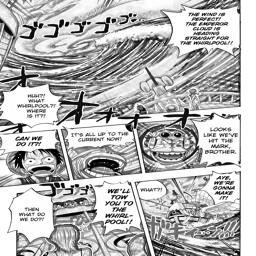 THE WIND IS
PERFECT!
THE EMPEROR
CLOUD IS
HEADING
STRAIGHT FOR
THE WHIRLPOOL!!
ゴゴゴゴゴ
HUH?!
WHAT
WHIRLPOOL?!
WHERE
IS IT?!
LOOKS
LIKE WE'VE
HIT THE
MARK,
BROTHER.
IT'S ALL UP TO THE
CURRENT NOW!
CAN WE
DO IT?!
AYE,
WE'RE
GONNA
MAKE
IT!
WHAT?!
WE'LL
TOW YOU
TO THE
WHIRL-
POOL!!
THEN
WHAT DO
WE DO?!